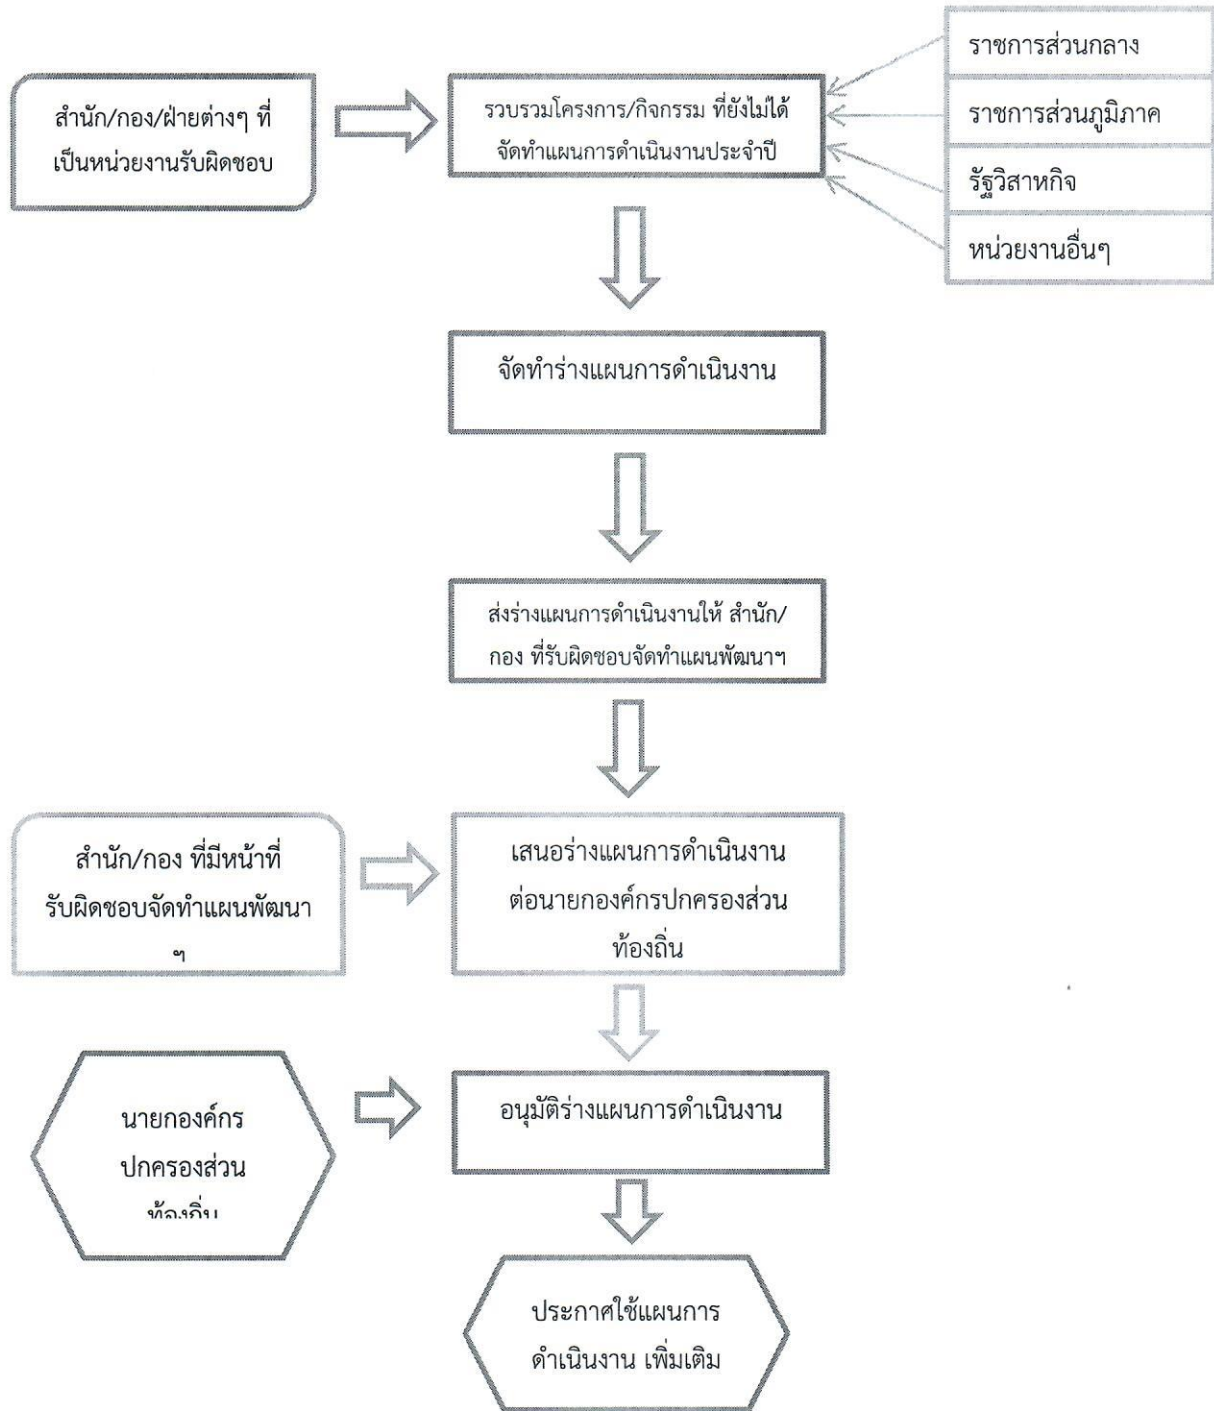 ราชการส่วนกลาง
สำนัก/กอง/ฝ่ายต่างๆ ที่
เป็นหน่วยงานรับผิดชอบ
รวบรวมโครงการ/กิจกรรม ที่ยังไม่ได้
จัดทำแผนการดำเนินงานประจำปี
ราชการส่วนภูมิภาค
รัฐวิสาหกิจ
หน่วยงานอื่นๆ
จัดทำร่างแผนการดำเนินงาน
ส่งร่างแผนการดำเนินงานให้ สำนัก/
กอง ที่รับผิดชอบจัดทำแผนพัฒนาฯ
สำนัก/กอง ที่มีหน้าที่
รับผิดชอบจัดทำแผนพัฒนา
ฯ
เสนอร่างแผนการดำเนินงาน
ต่อนายกองค์กรปกครองส่วน
ท้องถิ่น
นายกองค์กร
ปกครองส่วน
ท้องถิ่น
อนุมัติร่างแผนการดำเนินงาน
ประกาศใช้แผนการ
ดำเนินงาน เพิ่มเติม